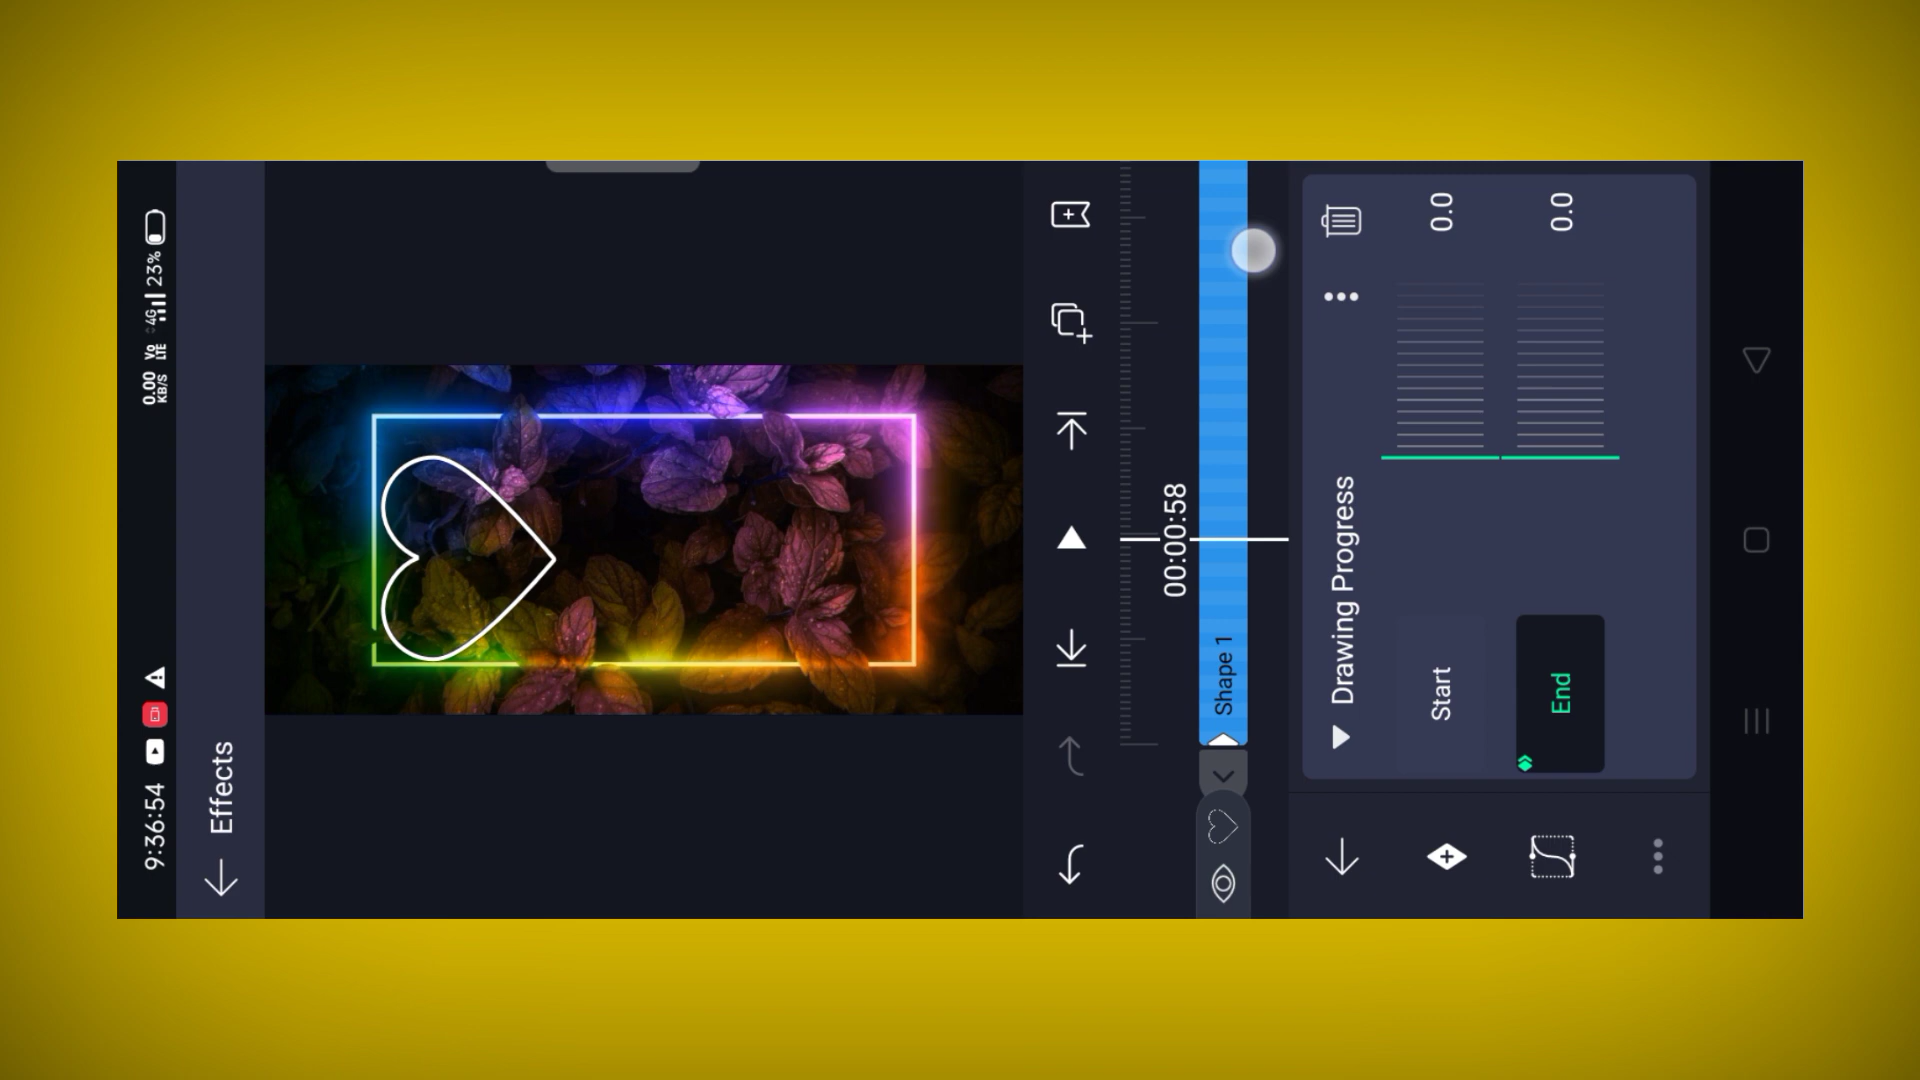 9:36:54
0.00 KB/S
Vo LTE
4G
23%
Effects
00:00:58
Shape 1
Drawing Progress
Start
0.0
End
0.0